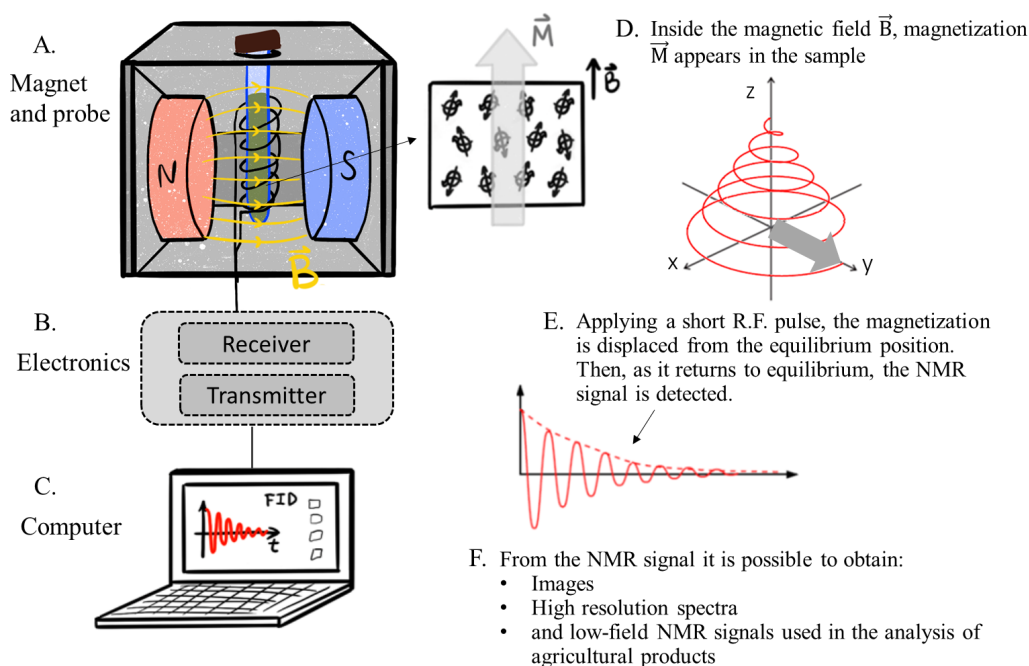 A.
Magnet
and probe
N
S
B⃗
M⃗
B⃗
D. Inside the magnetic field B⃗, magnetization
M⃗ appears in the sample
z
x
y
B.
Electronics
Receiver
Transmitter
E. Applying a short R.F. pulse, the magnetization
is displaced from the equilibrium position.
Then, as it returns to equilibrium, the NMR
signal is detected.
C.
Computer
FID
t
F. From the NMR signal it is possible to obtain:
• Images
• High resolution spectra
• and low-field NMR signals used in the analysis of
agricultural products